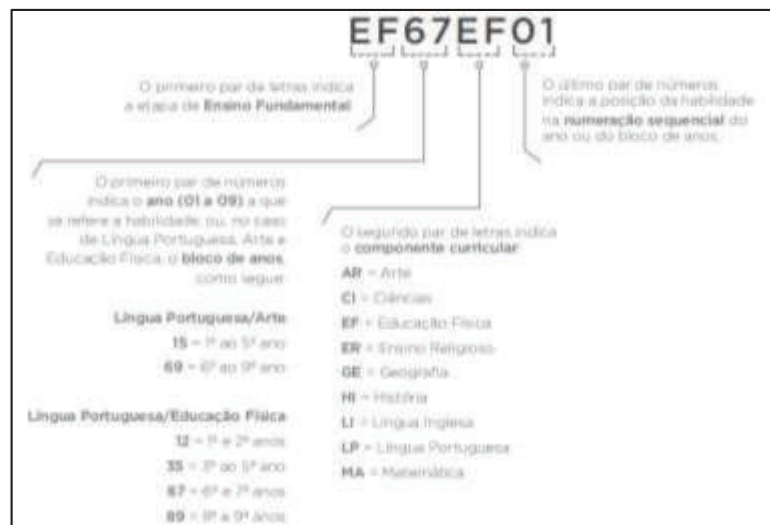 EF67EF01
O primeiro par de letras indica
a etapa de Ensino Fundamental.
O último par de números
indica a posição da habilidade
na numeração sequencial do
ano ou do bloco de anos.
O primeiro par de números
indica o ano (01 a 09) a que
se refere a habilidade, ou, no caso
de Língua Portuguesa, Arte e
Educação Física, o bloco de anos,
como segue:
Língua Portuguesa/Arte
15 = 1º ao 5º ano
69 = 6º ao 9º ano
Língua Portuguesa/Educação Física
12 = 1º e 2º anos
35 = 3º ao 5º ano
67 = 6º e 7º anos
89 = 8º e 9º anos
O segundo par de letras indica
o componente curricular:
AR = Arte
CI = Ciências
EF = Educação Física
ER = Ensino Religioso
GE = Geografia
HI = História
LI = Língua Inglesa
LP = Língua Portuguesa
MA = Matemática